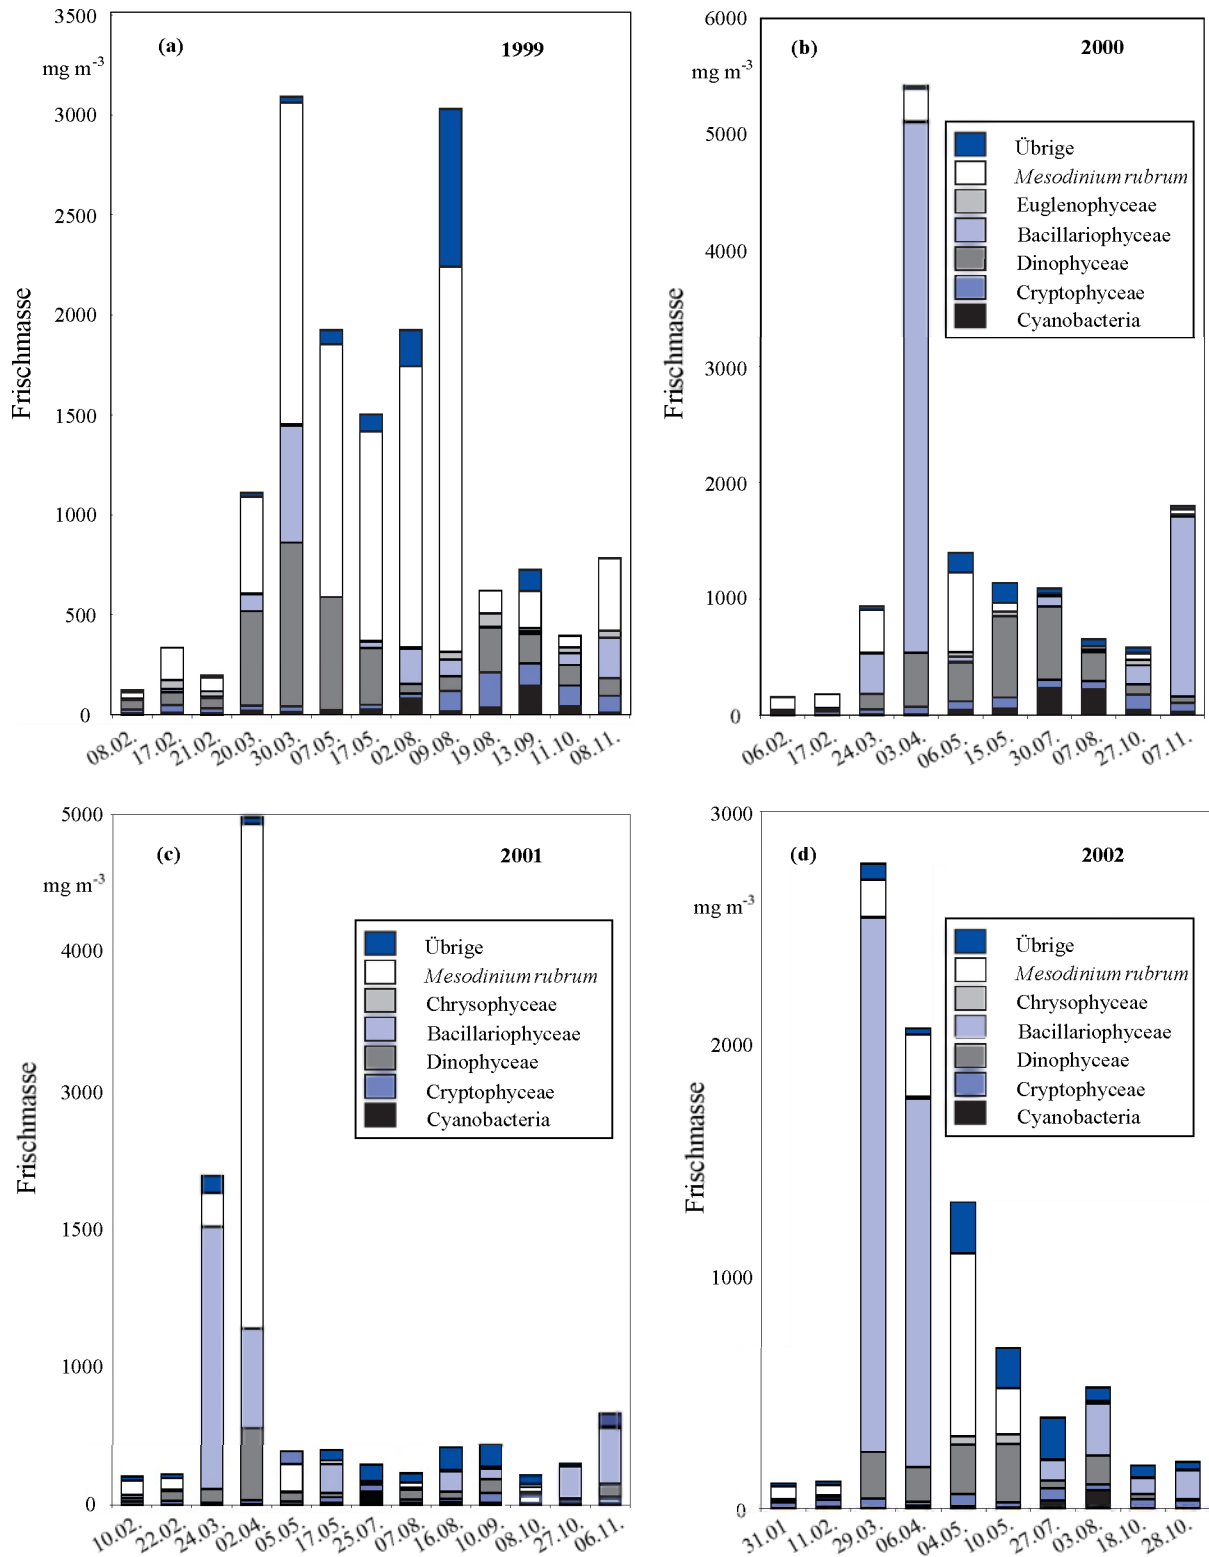 (a)
1999
mg m-3
Frischmasse
3500
3000
2500
2000
1500
1000
500
0
08.02.
17.02.
21.02.
20.03.
30.03.
07.05.
17.05.
02.08.
09.08.
19.08.
13.09.
11.10.
08.11.
(b)
2000
mg m-3
Frischmasse
6000
5000
4000
3000
2000
1000
0
Übrige
Mesodinium rubrum
Euglenophyceae
Bacillariophyceae
Dinophyceae
Cryptophyceae
Cyanobacteria
06.02.
17.02.
24.03.
03.04.
06.05.
15.05.
30.07.
07.08.
27.10.
07.11.
(c)
2001
mg m-3
Frischmasse
5000
4000
3000
1500
1000
0
Übrige
Mesodinium rubrum
Chrysophyceae
Bacillariophyceae
Dinophyceae
Cryptophyceae
Cyanobacteria
10.02.
22.02.
24.03.
02.04.
05.05.
17.05.
25.07.
07.08.
16.08.
10.09.
08.10.
27.10.
06.11.
(d)
2002
mg m-3
Frischmasse
3000
2000
1000
0
Übrige
Mesodinium rubrum
Chrysophyceae
Bacillariophyceae
Dinophyceae
Cryptophyceae
Cyanobacteria
31.01
11.02.
29.03.
06.04.
04.05.
10.05.
27.07.
03.08.
18.10.
28.10.